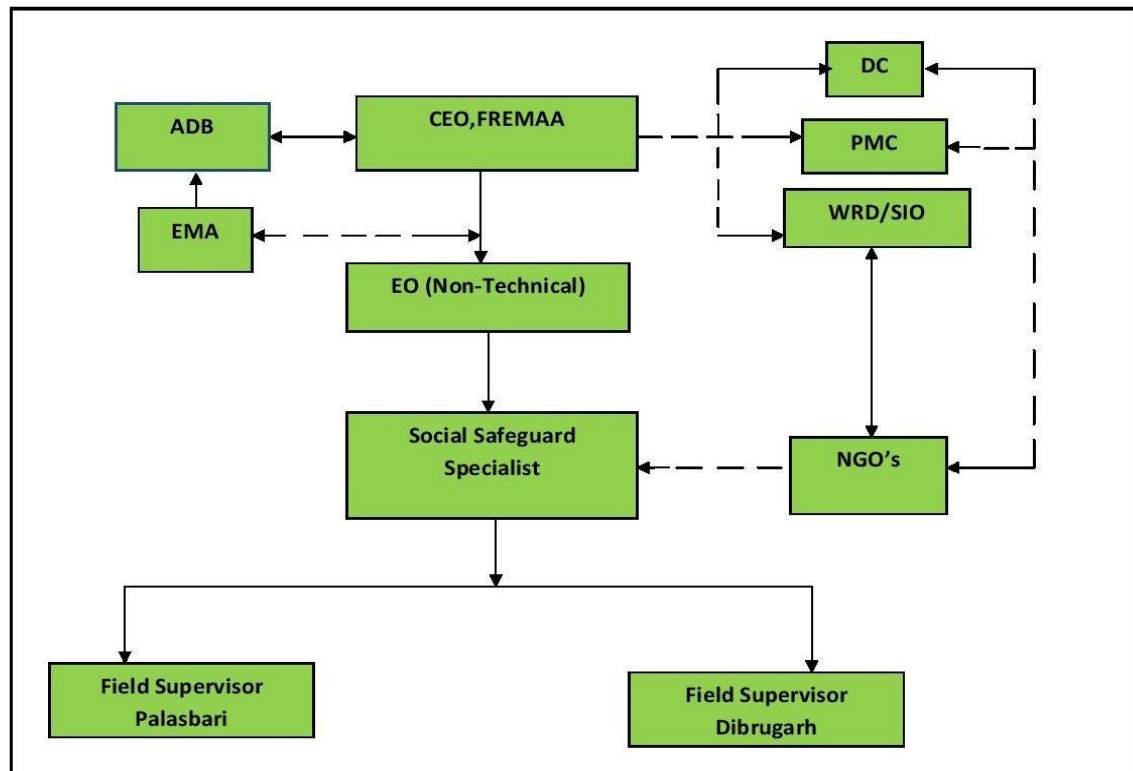 DC
ADB
CEO,FREMAA
PMC
EMA
WRD/SIO
EO (Non-Technical)
Social Safeguard
Specialist
NGO’s
Field Supervisor
Palasbari
Field Supervisor
Dibrugarh